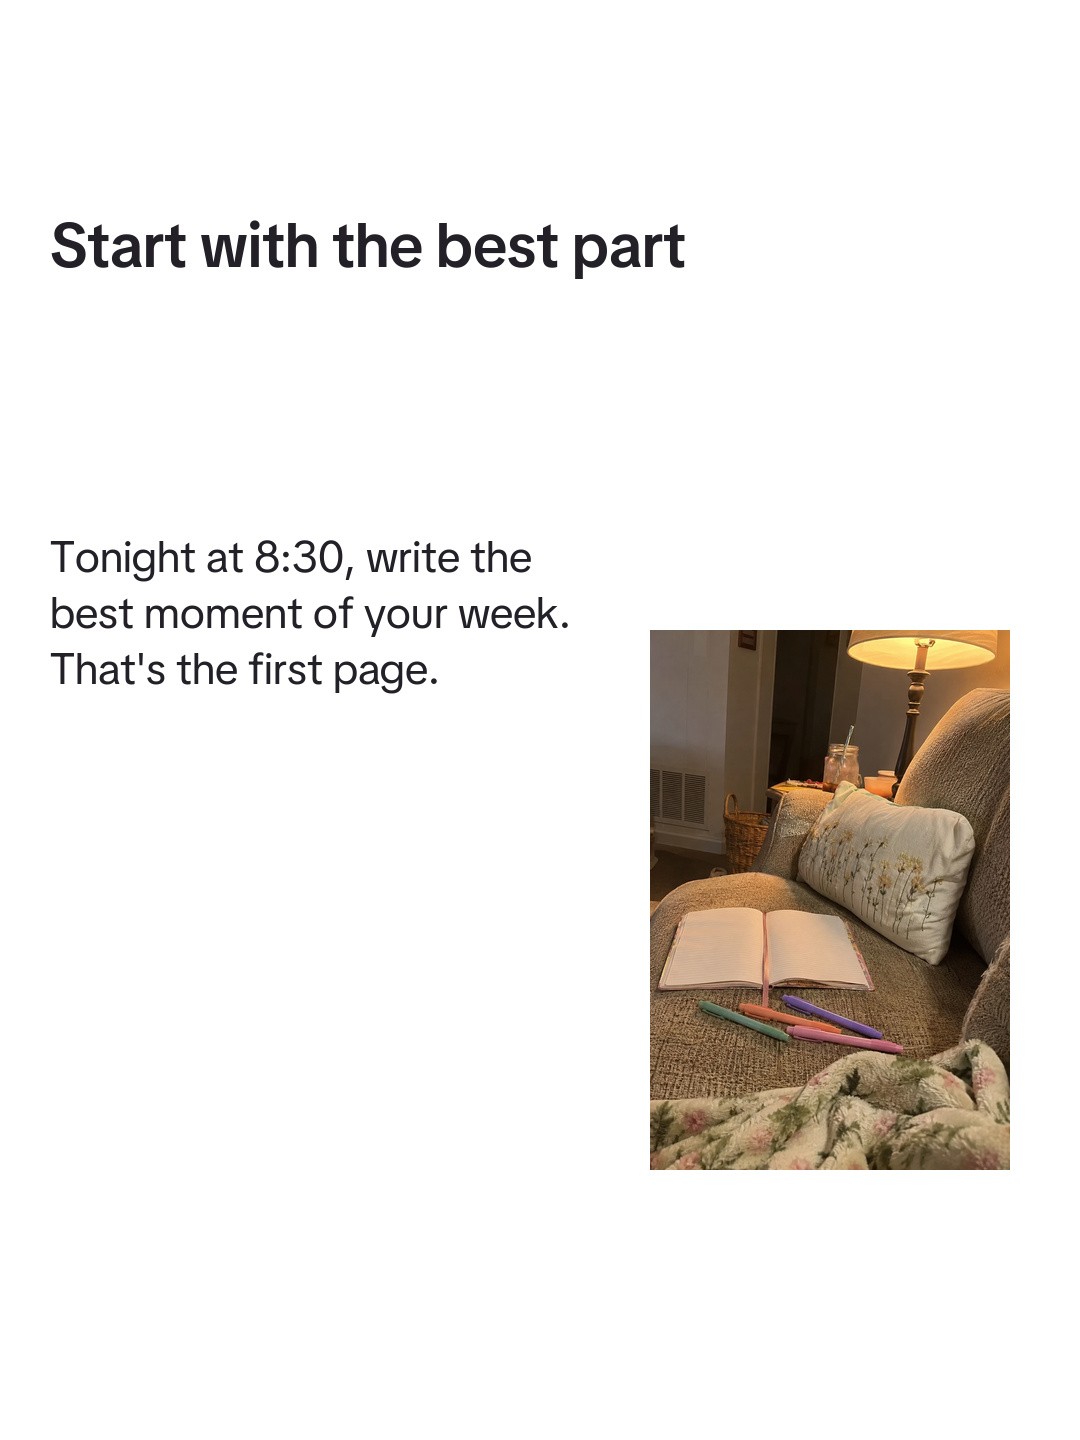 Start with the best part
Tonight at 8:30, write the
best moment of your week.
That's the first page.